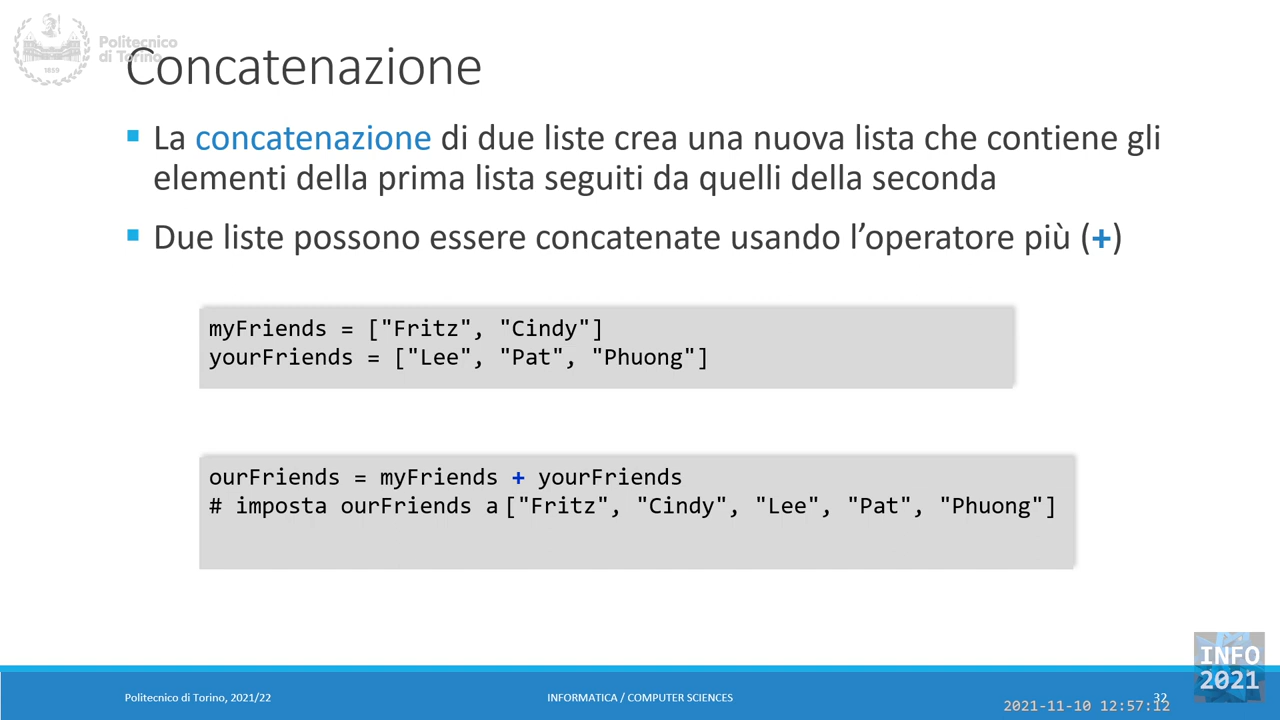 Politecnico
di Torino
1859
Concatenazione
La concatenazione di due liste crea una nuova lista che contiene gli
elementi della prima lista seguiti da quelli della seconda
Due liste possono essere concatenate usando l’operatore più (+)
myFriends = ["Fritz", "Cindy"]
yourFriends = ["Lee", "Pat", "Phuong"]
ourFriends = myFriends + yourFriends
# imposta ourFriends a ["Fritz", "Cindy", "Lee", "Pat", "Phuong"]
INFO
2021
Politecnico di Torino, 2021/22
INFORMATICA / COMPUTER SCIENCES
32
2021-11-10 12:57:12